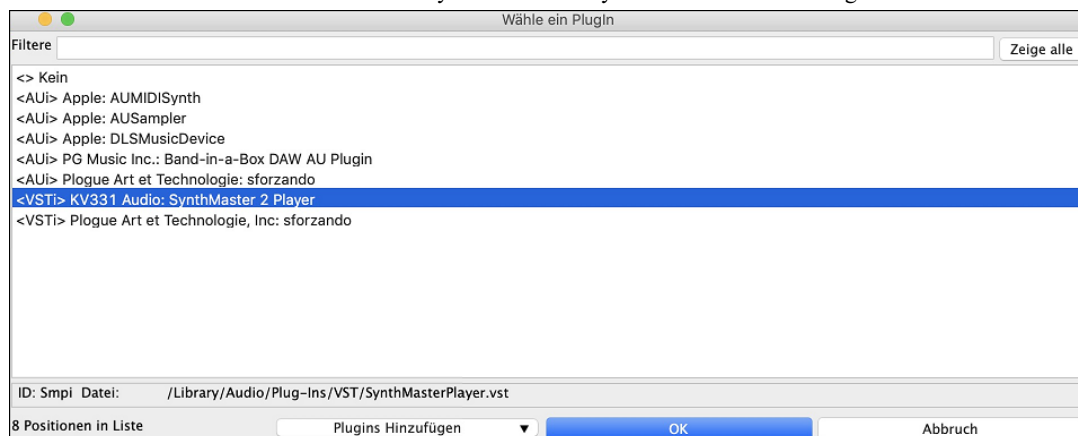 Wähle ein PlugIn
Filtere
Zeige alle
<> Kein
<AUi> Apple: AUMIDISynth
<AUi> Apple: AUSampler
<AUi> Apple: DLSMusicDevice
<AUi> PG Music Inc.: Band-in-a-Box DAW AU Plugin
<AUi> Plogue Art et Technologie: sforzando
<VSTi> KV331 Audio: SynthMaster 2 Player
<VSTi> Plogue Art et Technologie, Inc: sforzando
ID: Smpi Datei: /Library/Audio/Plug-Ins/VST/SynthMasterPlayer.vst
8 Positionen in Liste Plugins Hinzufügen ▼ OK Abbruch